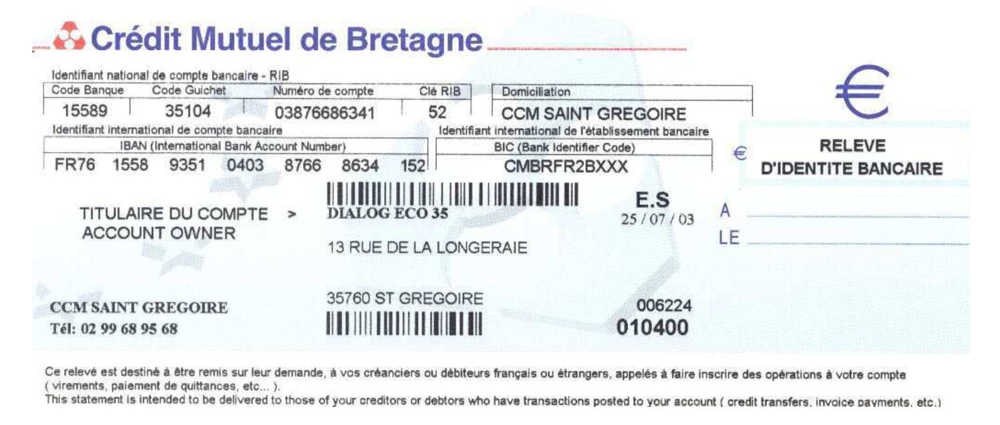 Crédit Mutuel de Bretagne
Identifiant national de compte bancaire - RIB
Code Banque Code Guichet Numéro de compte Clé RIB Domiciliation
15589 35104 03876686341 52 CCM SAINT GREGOIRE
Identifiant international de compte bancaire Identifiant international de l'établissement bancaire
IBAN (International Bank Account Number) BIC (Bank Identifier Code)
FR76 1558 9351 0403 8766 8634 152 CMBRFR2BXXX
€
€ RELEVE
D'IDENTITE BANCAIRE
TITULAIRE DU COMPTE > DIALOG ECO 35
ACCOUNT OWNER
13 RUE DE LA LONGERAIE
35760 ST GREGOIRE
E.S
25 / 07 / 03
A
LE
CCM SAINT GREGOIRE
Tél: 02 99 68 95 68
006224
010400
Ce relevé est destiné à être remis sur leur demande, à vos créanciers ou débiteurs français ou étrangers, appelés à faire inscrire des opérations à votre compte
( virements, paiement de quittances, etc... ).
This statement is intended to be delivered to those of your creditors or debtors who have transactions posted to your account ( credit transfers, invoice payments, etc.)